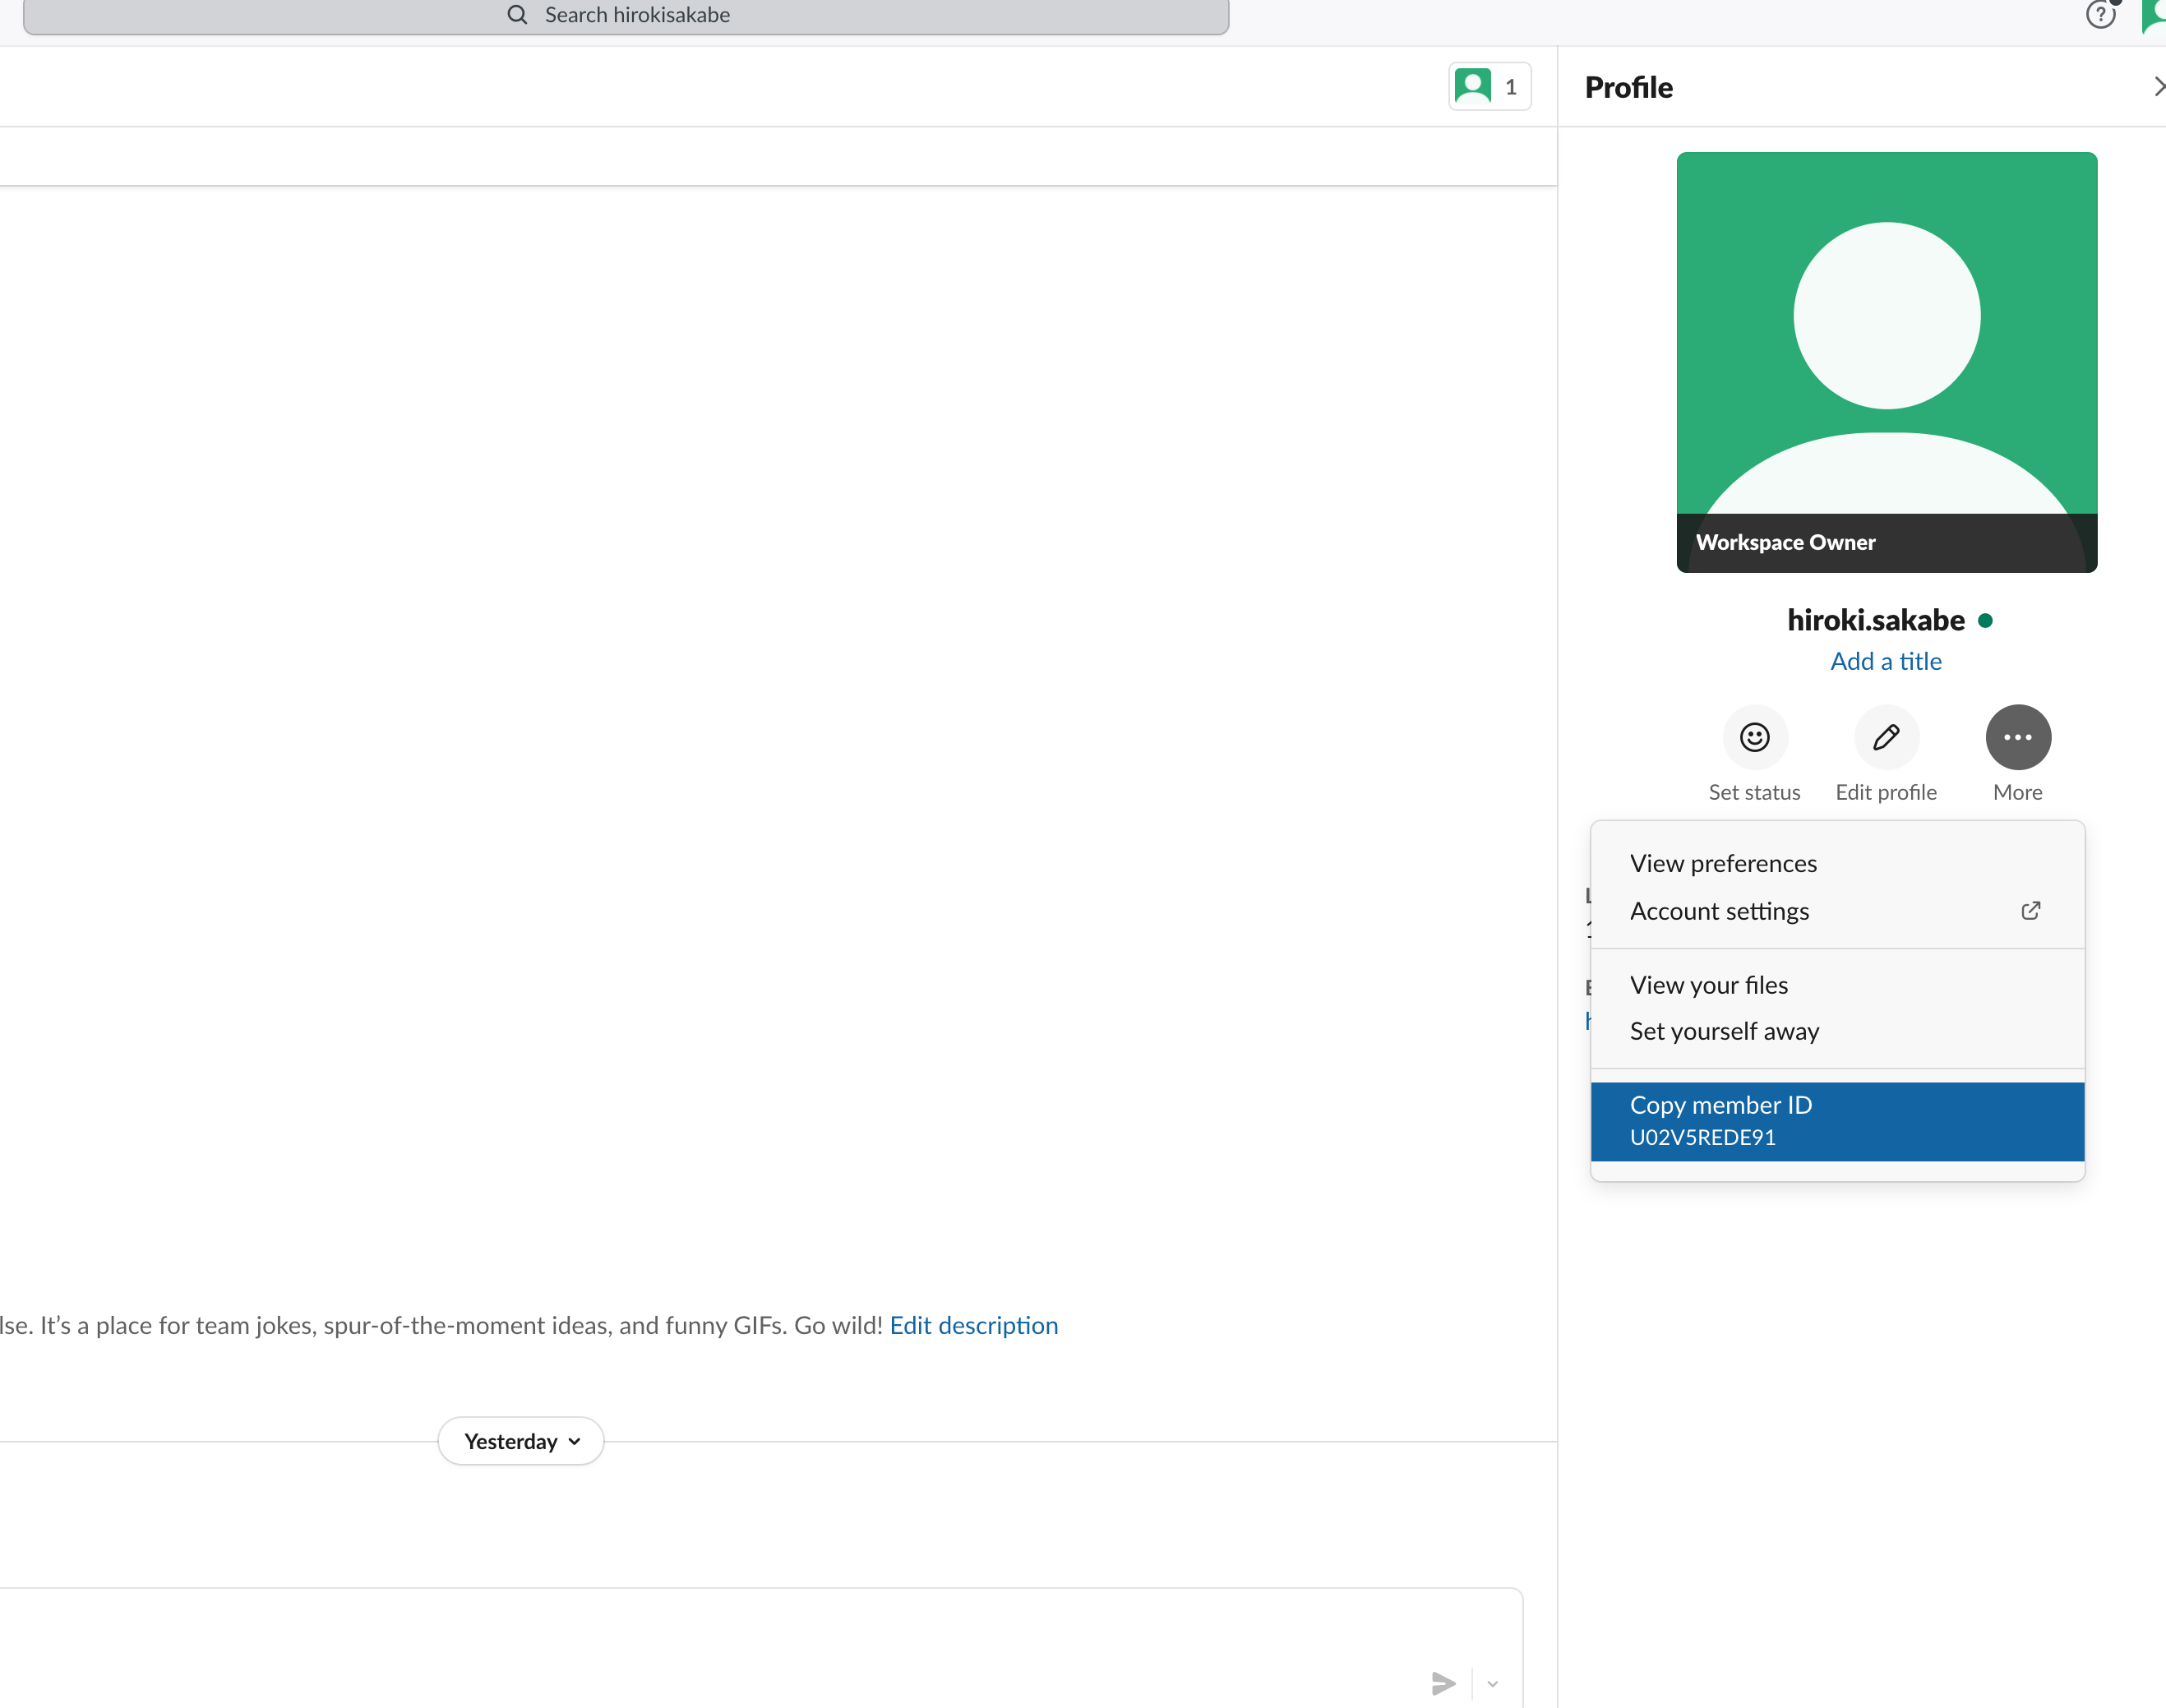 Search hirokisakabe
1
Profile
Workspace Owner
hiroki.sakabe
Add a title
Set status
Edit profile
More
View preferences
Account settings
View your files
Set yourself away
Copy member ID
U02V5REDE91
lse. It’s a place for team jokes, spur-of-the-moment ideas, and funny GIFs. Go wild! Edit description
Yesterday